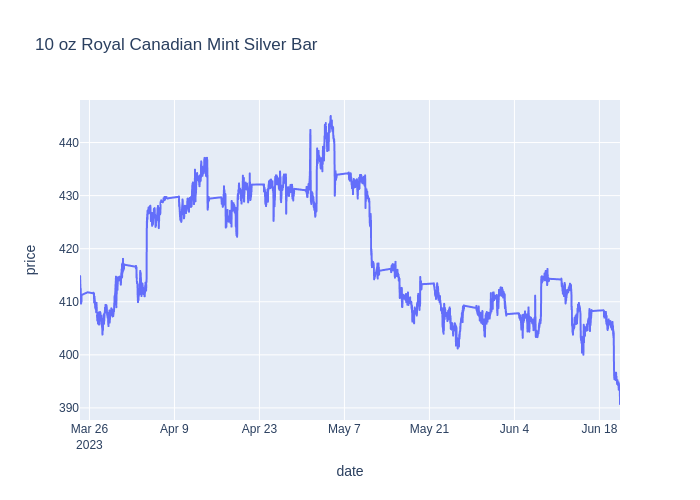 10 oz Royal Canadian Mint Silver Bar
440
430
420
410
400
390
price
Mar 26
2023
Apr 9
Apr 23
May 7
May 21
Jun 4
Jun 18
date